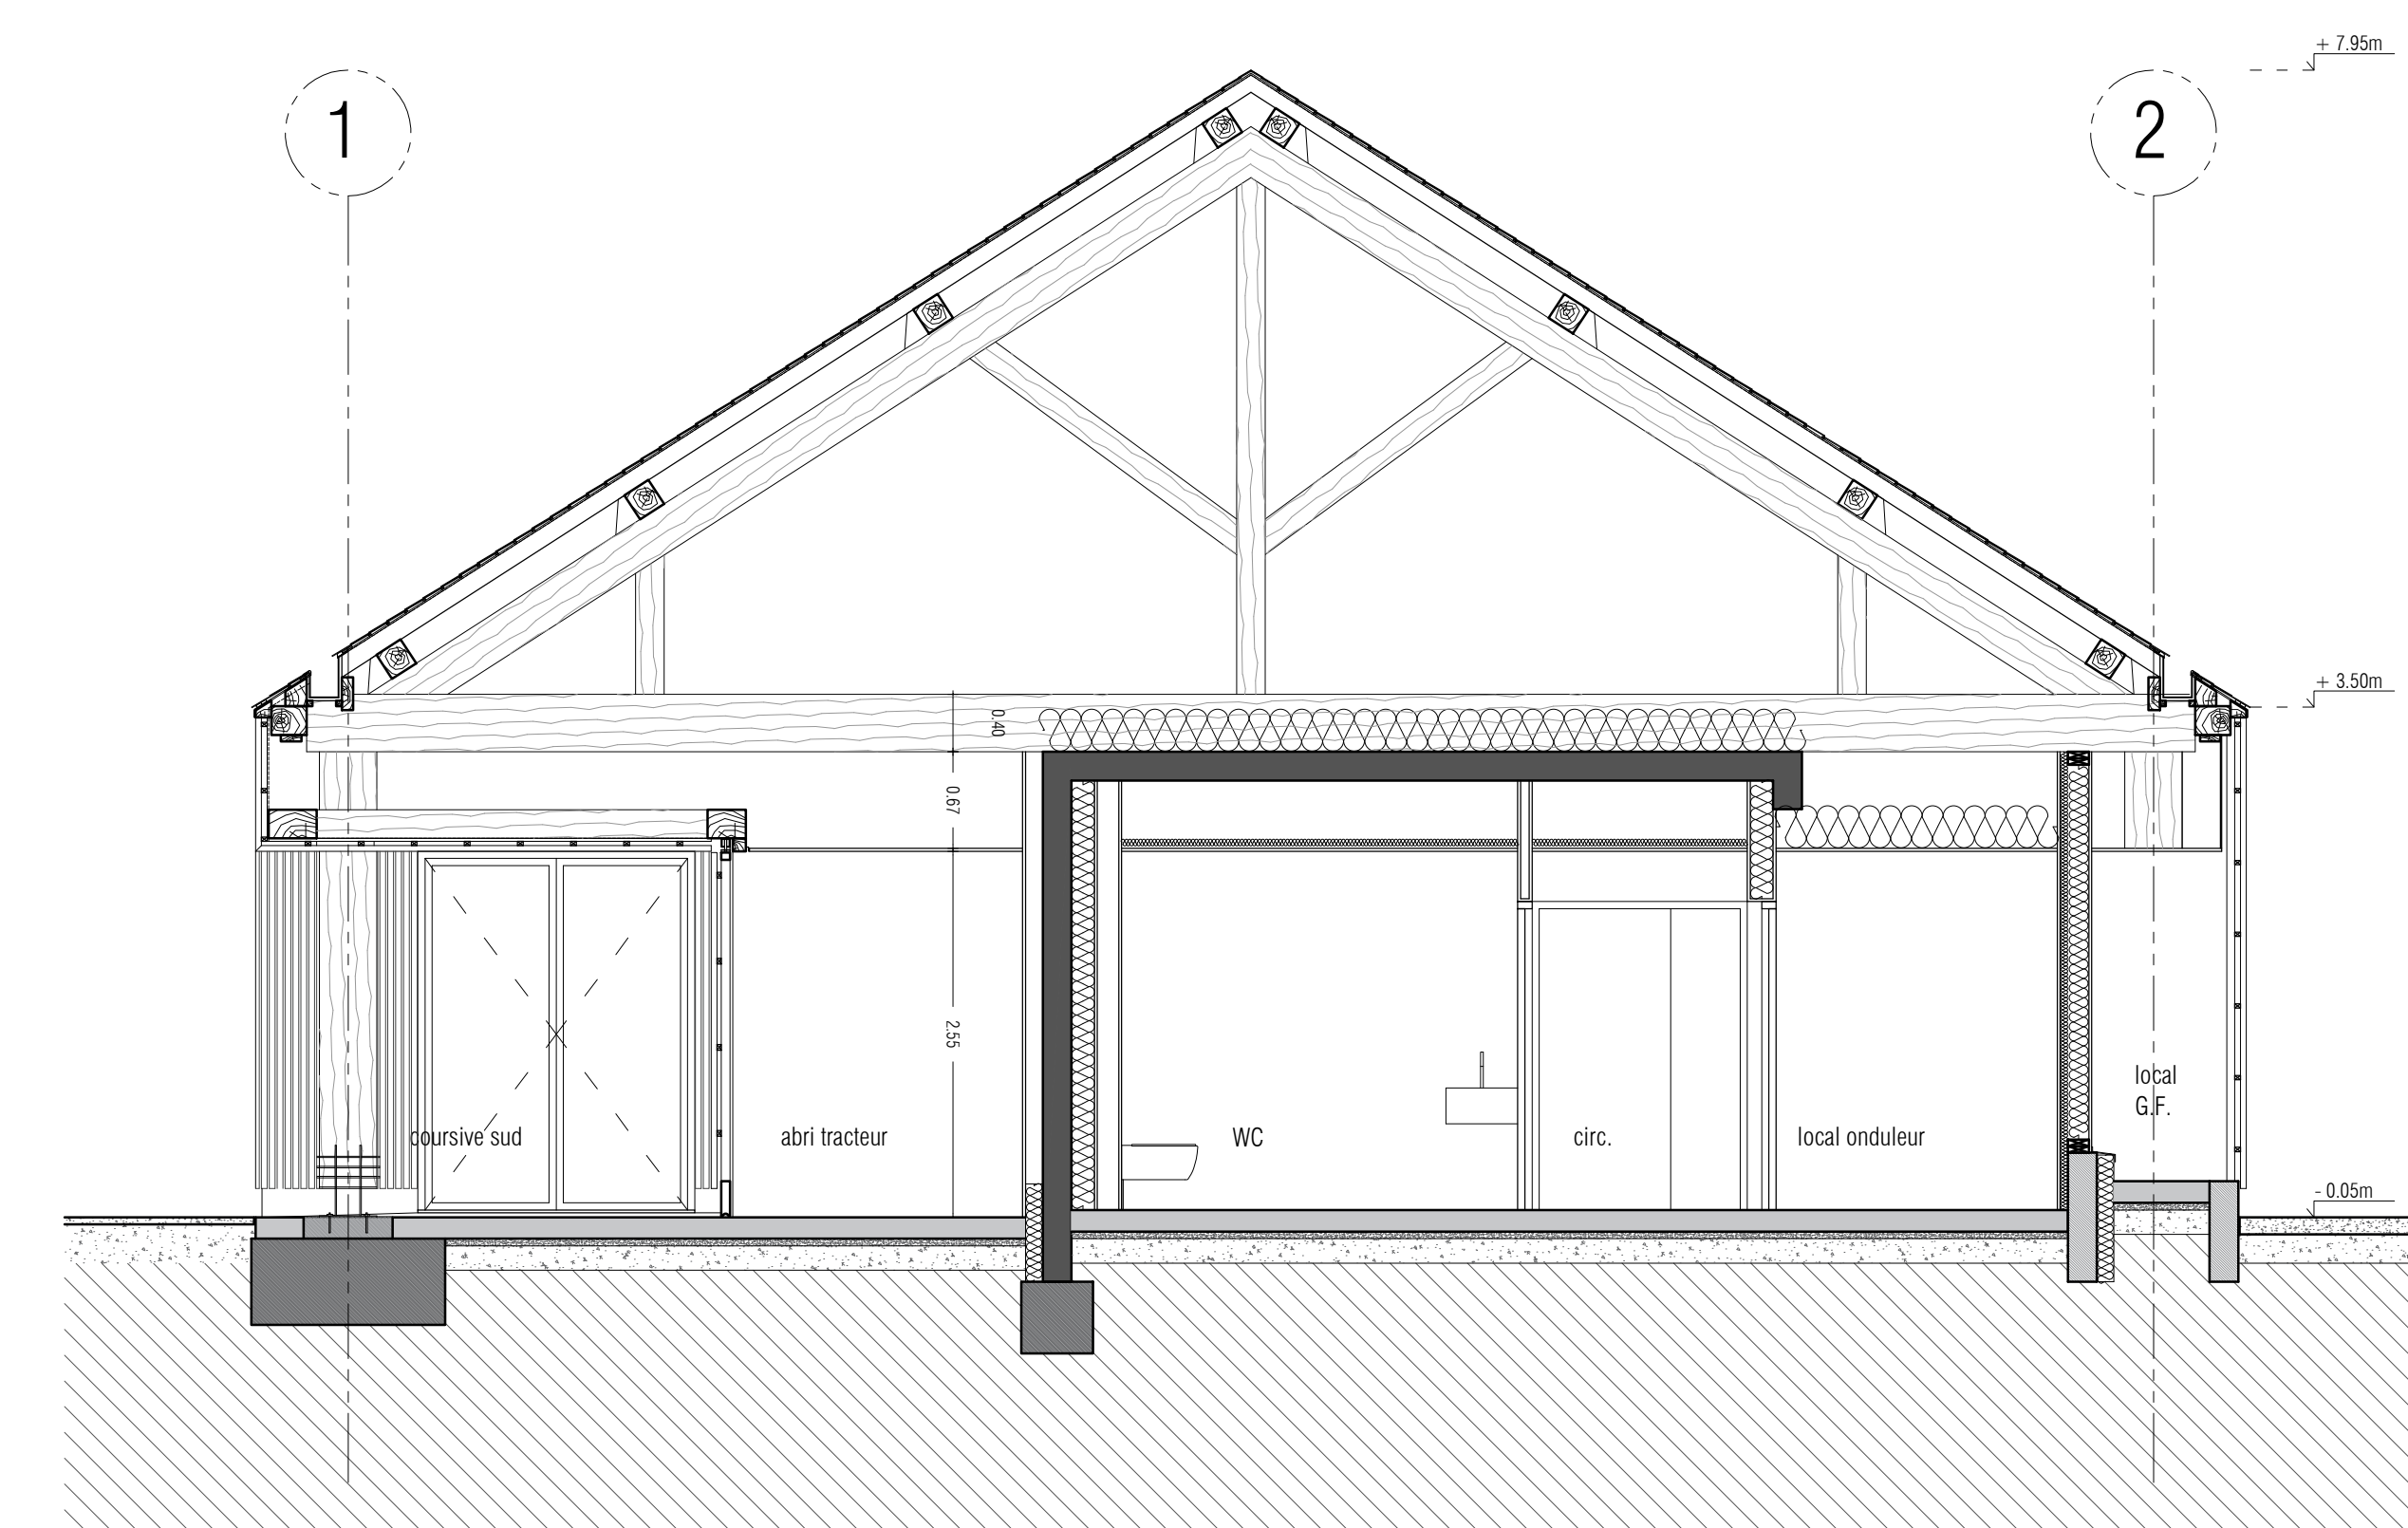 + 7.95m
1
2
+ 3.50m
0.40
0.67
2.55
local
G.F.
coursive sud
abri tracteur
WC
circ.
local onduleur
- 0.05m